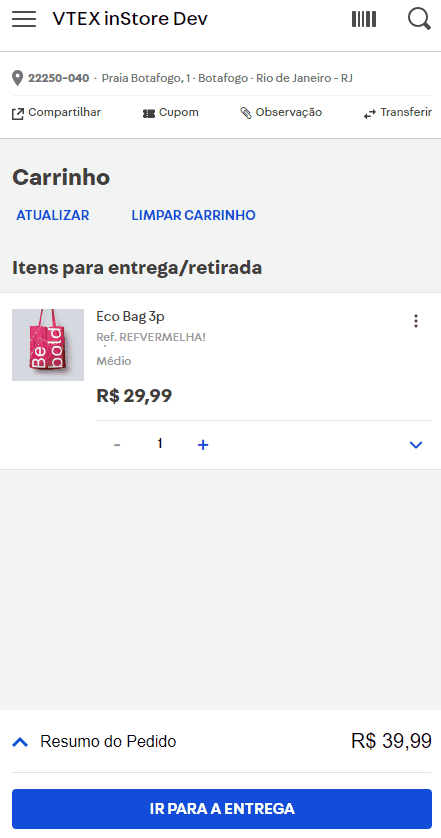 VTEX inStore Dev
22250-040 · Praia Botafogo, 1 · Botafogo · Rio de Janeiro - RJ
Compartilhar Cupom Observação Transferir
Carrinho
ATUALIZAR LIMPAR CARRINHO
Itens para entrega/retirada
Eco Bag 3p
Be bold
Ref. REFVERMELHA!
Médio
R$ 29,99
- 1 +
Resumo do Pedido R$ 39,99
IR PARA A ENTREGA